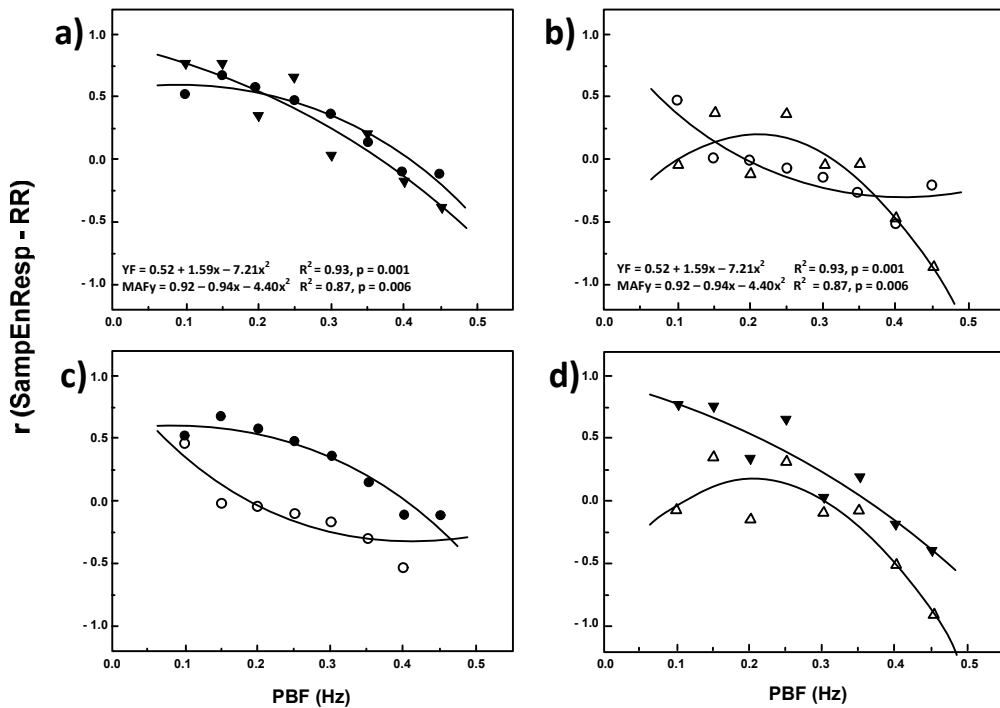 r (SampEnResp - RR)
a)
1.0
0.5
0.0
- 0.5
- 1.0
YF = 0.52 + 1.59x – 7.21x² R² = 0.93, p = 0.001
MAFy = 0.92 – 0.94x – 4.40x² R² = 0.87, p = 0.006
0.0 0.1 0.2 0.3 0.4 0.5
b)
1.0
0.5
0.0
- 0.5
- 1.0
YF = 0.52 + 1.59x – 7.21x² R² = 0.93, p = 0.001
MAFy = 0.92 – 0.94x – 4.40x² R² = 0.87, p = 0.006
0.0 0.1 0.2 0.3 0.4 0.5
c)
1.0
0.5
0.0
- 0.5
- 1.0
0.0 0.1 0.2 0.3 0.4 0.5
PBF (Hz)
d)
1.0
0.5
0.0
- 0.5
- 1.0
0.0 0.1 0.2 0.3 0.4 0.5
PBF (Hz)